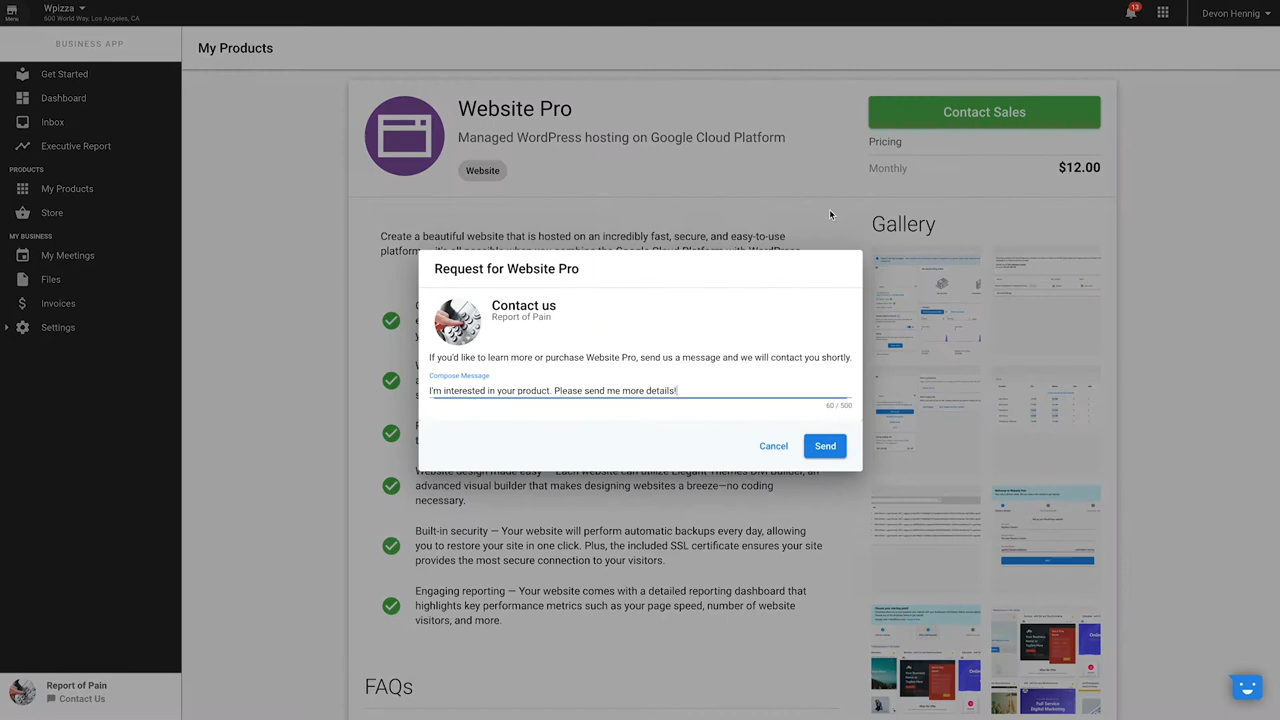 Menu
Wpizza
600 World Way, Los Angeles, CA
13
Devon Hennig
BUSINESS APP
My Products
Get Started
Dashboard
Inbox
Executive Report
PRODUCTS
My Products
Store
MY BUSINESS
My Meetings
Files
Invoices
Settings
Report of Pain
Contact Us
Website Pro
Managed WordPress hosting on Google Cloud Platform
Website
Contact Sales
Pricing
Monthly
$12.00
Create a beautiful website that is hosted on an incredibly fast, secure, and easy-to-use
Gallery
Request for Website Pro
Contact us
Report of Pain
If you'd like to learn more or purchase Website Pro, send us a message and we will contact you shortly.
Compose Message
I'm interested in your product. Please send me more details!
60 / 500
Cancel
Send
Website design made easy — Each website can utilize Elegant Themes Divi Builder, an
advanced visual builder that makes designing websites a breeze—no coding
necessary.
Built-in security — Your website will perform automatic backups every day, allowing
you to restore your site in one click. Plus, the included SSL certificate ensures your site
provides the most secure connection to your visitors.
Engaging reporting — Your website comes with a detailed reporting dashboard that
highlights key performance metrics such as your page speed, number of website
visitors, and more.
FAQs